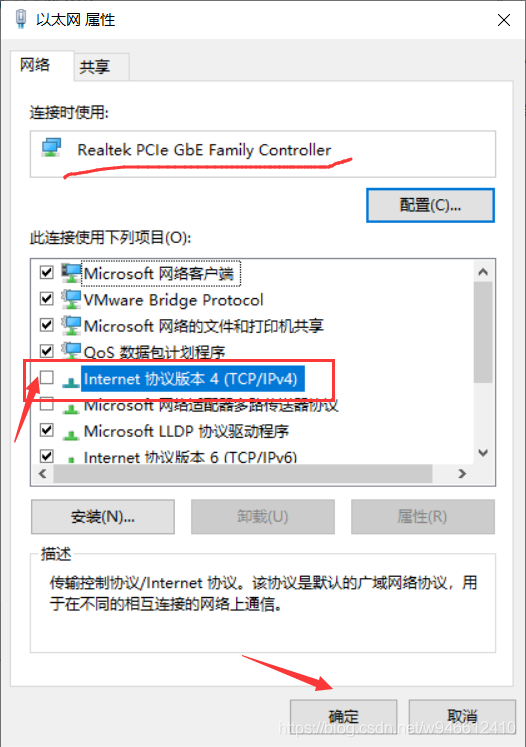 以太网 属性
网络
共享
连接时使用:
Realtek PCIe GbE Family Controller
配置(C)...
此连接使用下列项目(O):
Microsoft 网络客户端
VMware Bridge Protocol
Microsoft 网络的文件和打印机共享
QoS 数据包计划程序
Internet 协议版本 4 (TCP/IPv4)
Microsoft 网络适配器多路传送器协议
Microsoft LLDP 协议驱动程序
Internet 协议版本 6 (TCP/IPv6)
安装(N)...
卸载(U)
属性(R)
描述
传输控制协议/Internet 协议。该协议是默认的广域网络协议，用
于在不同的相互连接的网络上通信。
确定
取消
https://blog.csdn.net/w946612410